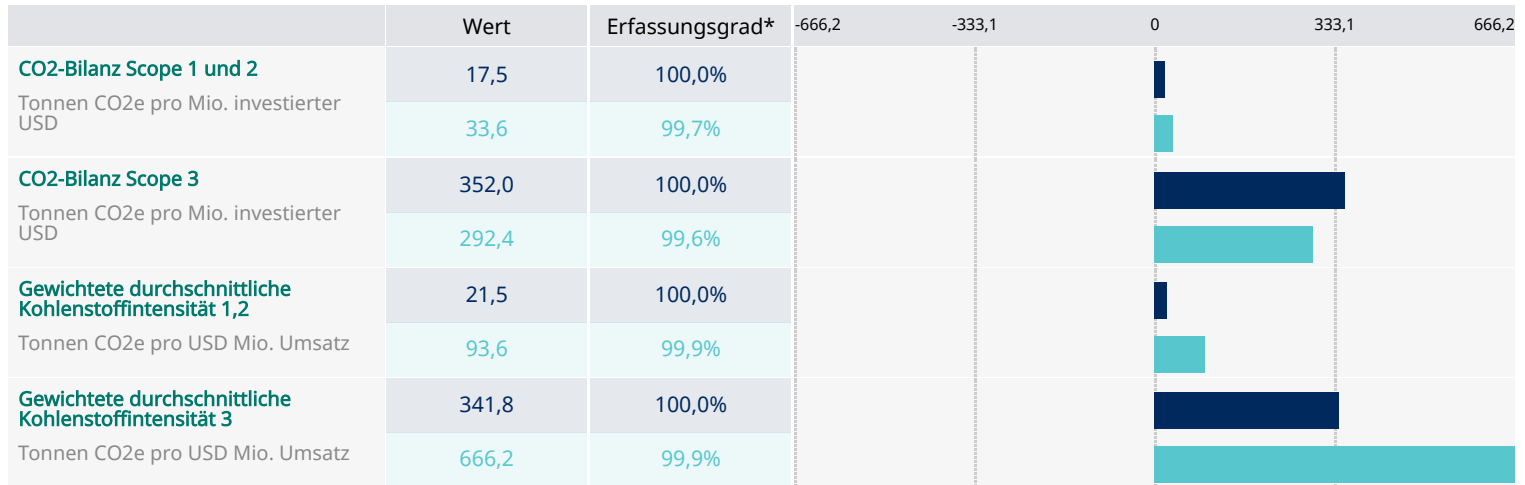 Wert Erfassungsgrad* -666,2 -333,1 0 333,1 666,2
CO2-Bilanz Scope 1 und 2
Tonnen CO2e pro Mio. investierter
USD
17,5 100,0%
33,6 99,7%
CO2-Bilanz Scope 3
Tonnen CO2e pro Mio. investierter
USD
352,0 100,0%
292,4 99,6%
Gewichtete durchschnittliche
Kohlenstoffintensität 1,2
Tonnen CO2e pro USD Mio. Umsatz
21,5 100,0%
93,6 99,9%
Gewichtete durchschnittliche
Kohlenstoffintensität 3
Tonnen CO2e pro USD Mio. Umsatz
341,8 100,0%
666,2 99,9%